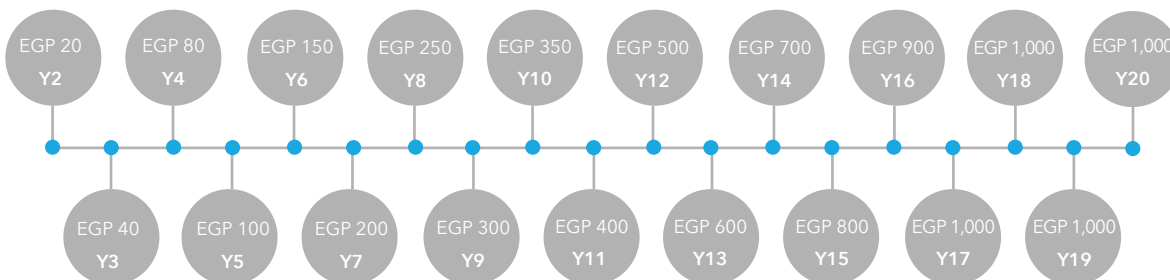 EGP 20
Y2
EGP 80
Y4
EGP 150
Y6
EGP 250
Y8
EGP 350
Y10
EGP 500
Y12
EGP 700
Y14
EGP 900
Y16
EGP 1,000
Y18
EGP 1,000
Y20
EGP 40
Y3
EGP 100
Y5
EGP 200
Y7
EGP 300
Y9
EGP 400
Y11
EGP 600
Y13
EGP 800
Y15
EGP 1,000
Y17
EGP 1,000
Y19